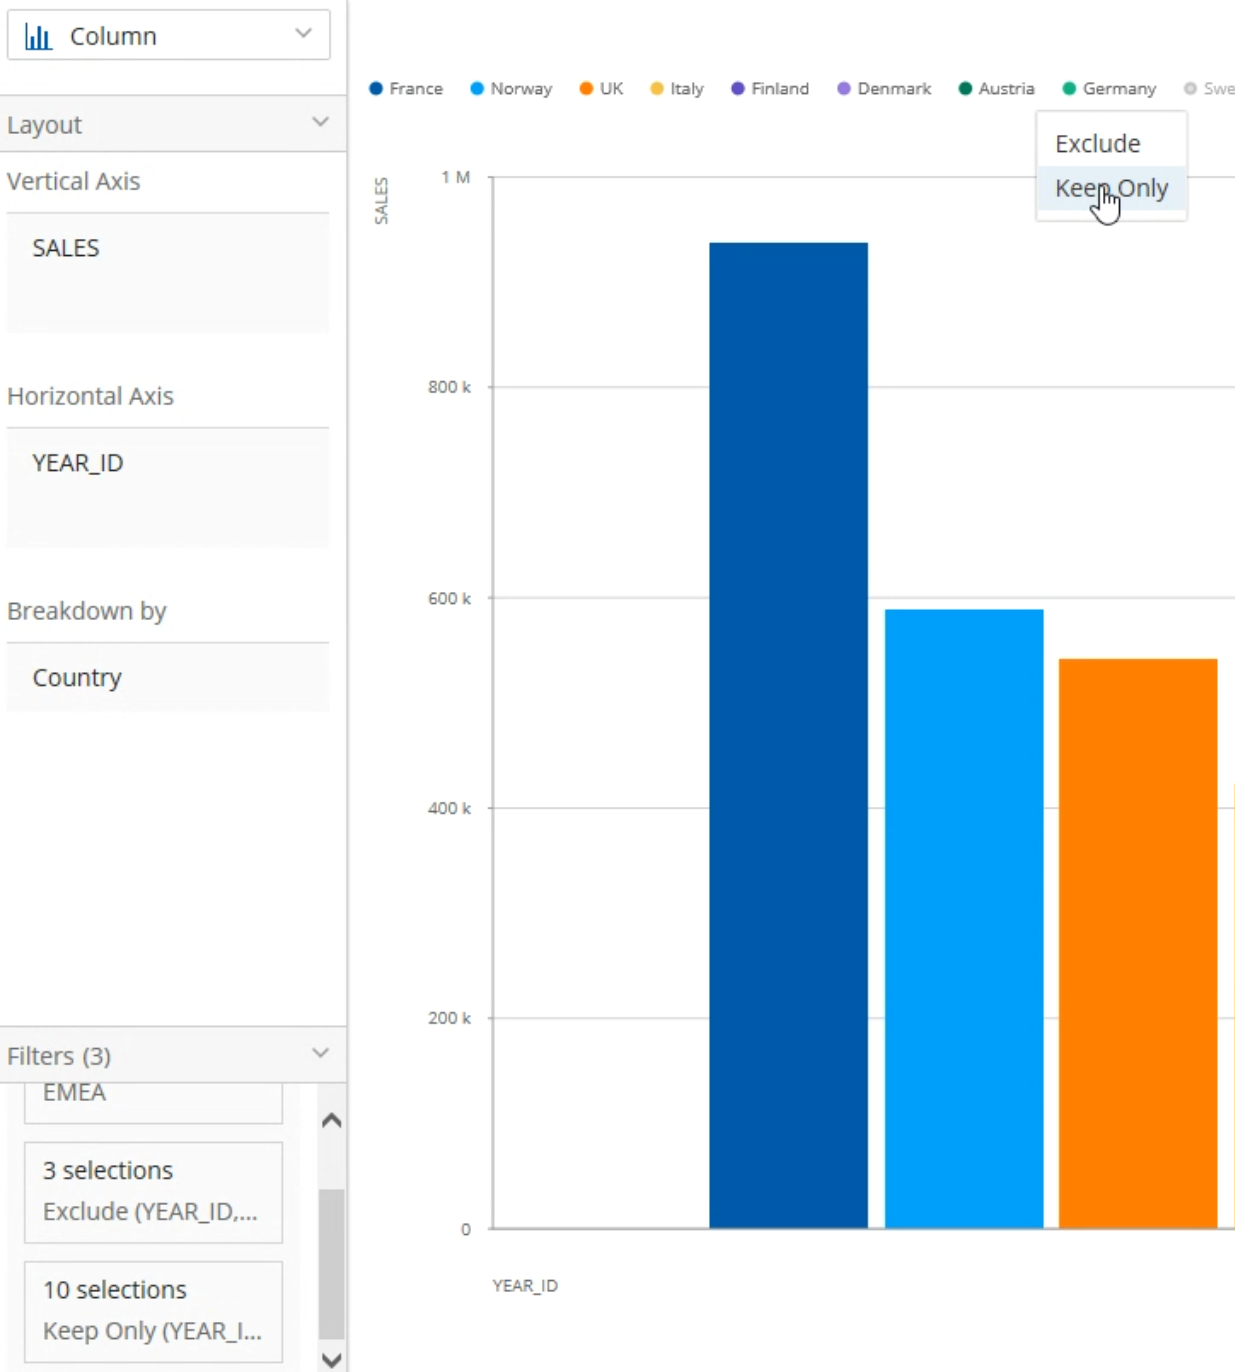 Column
Layout
Vertical Axis
SALES
Horizontal Axis
YEAR_ID
Breakdown by
Country
Filters (3)
EMEA
3 selections
Exclude (YEAR_ID,...
10 selections
Keep Only (YEAR_I...
France Norway UK Italy Finland Denmark Austria Germany Swe
Exclude
Keep Only
SALES
1 M
800 k
600 k
400 k
200 k
0
YEAR_ID